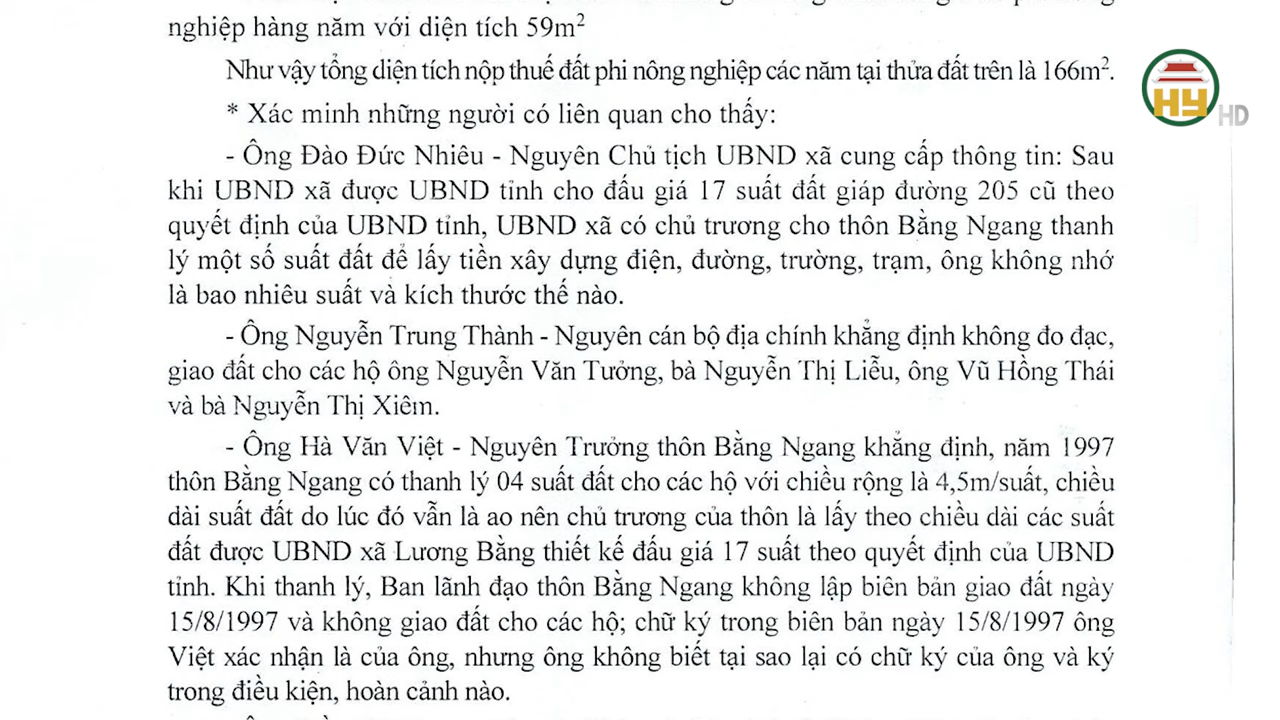 nghiệp hàng năm với diện tích 59m²
Như vậy tổng diện tích nộp thuế đất phi nông nghiệp các năm tại thửa đất trên là 166m².
* Xác minh những người có liên quan cho thấy:
- Ông Đào Đức Nhiêu - Nguyên Chủ tịch UBND xã cung cấp thông tin: Sau
khi UBND xã được UBND tỉnh cho đấu giá 17 suất đất giáp đường 205 cũ theo
quyết định của UBND tỉnh, UBND xã có chủ trương cho thôn Bằng Ngang thanh
lý một số suất đất để lấy tiền xây dựng điện, đường, trường, trạm, ông không nhớ
là bao nhiêu suất và kích thước thế nào.
- Ông Nguyễn Trung Thành - Nguyên cán bộ địa chính khẳng định không đo đạc,
giao đất cho các hộ ông Nguyễn Văn Tưởng, bà Nguyễn Thị Liễu, ông Vũ Hồng Thái
và bà Nguyễn Thị Xiêm.
- Ông Hà Văn Việt - Nguyên Trưởng thôn Bằng Ngang khẳng định, năm 1997
thôn Bằng Ngang có thanh lý 04 suất đất cho các hộ với chiều rộng là 4,5m/suất, chiều
dài suất đất do lúc đó vẫn là ao nên chủ trương của thôn là lấy theo chiều dài các suất
đất được UBND xã Lương Bằng thiết kế đấu giá 17 suất theo quyết định của UBND
tỉnh. Khi thanh lý, Ban lãnh đạo thôn Bằng Ngang không lập biên bản giao đất ngày
15/8/1997 và không giao đất cho các hộ; chữ ký trong biên bản ngày 15/8/1997 ông
Việt xác nhận là của ông, nhưng ông không biết tại sao lại có chữ ký của ông và ký
trong điều kiện, hoàn cảnh nào.
HY HD